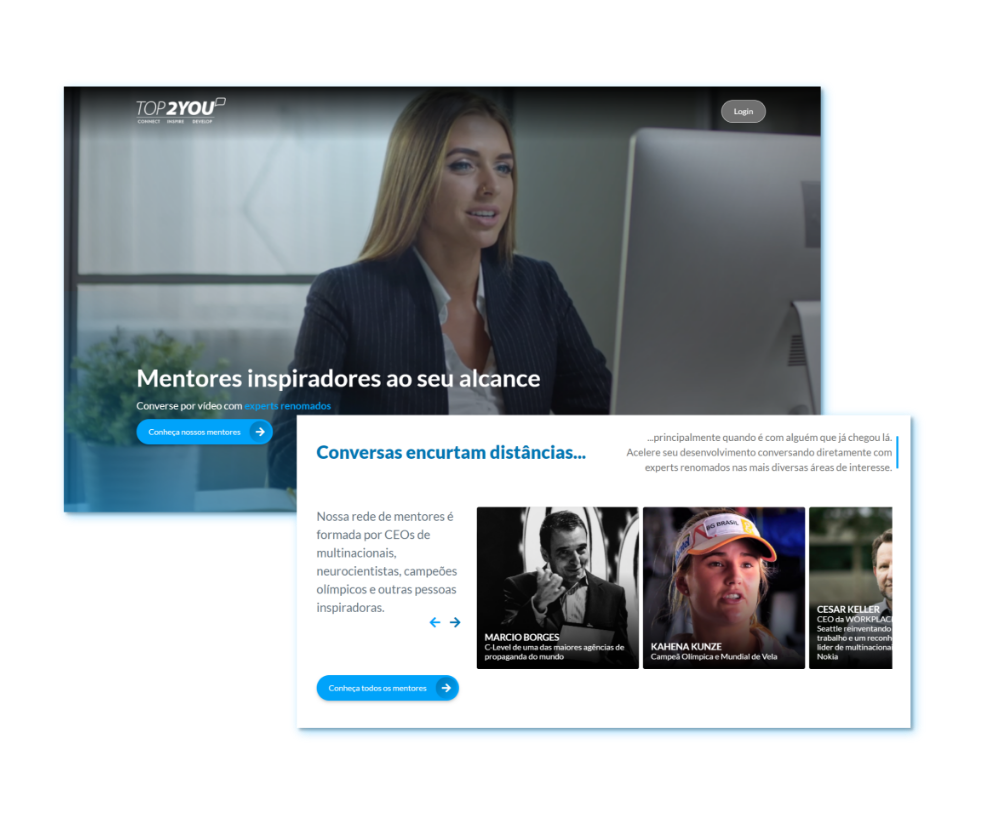 TOP2YOU
CONNECT INSPIRE DEVELOP
Login
Mentores inspiradores ao seu alcance
Converse por vídeo com experts renomados
Conheça nossos mentores
Conversas encurtam distâncias...
...principalmente quando é com alguém que já chegou lá.
Acelere seu desenvolvimento conversando diretamente com
experts renomados nas mais diversas áreas de interesse.
Nossa rede de mentores é
formada por CEOs de
multinacionais,
neurocientistas, campeões
olímpicos e outras pessoas
inspiradoras.
Conheça todos os mentores
MARCIO BORGES
C-Level de uma das maiores agências de
propaganda do mundo
BG BRASIL
KAHENA KUNZE
Campeã Olímpica e Mundial de Vela
CESAR KELLER
CEO da WORKPLAC
Seattle reinventando
trabalho e um reconh
líder de multinaciona
Nokia